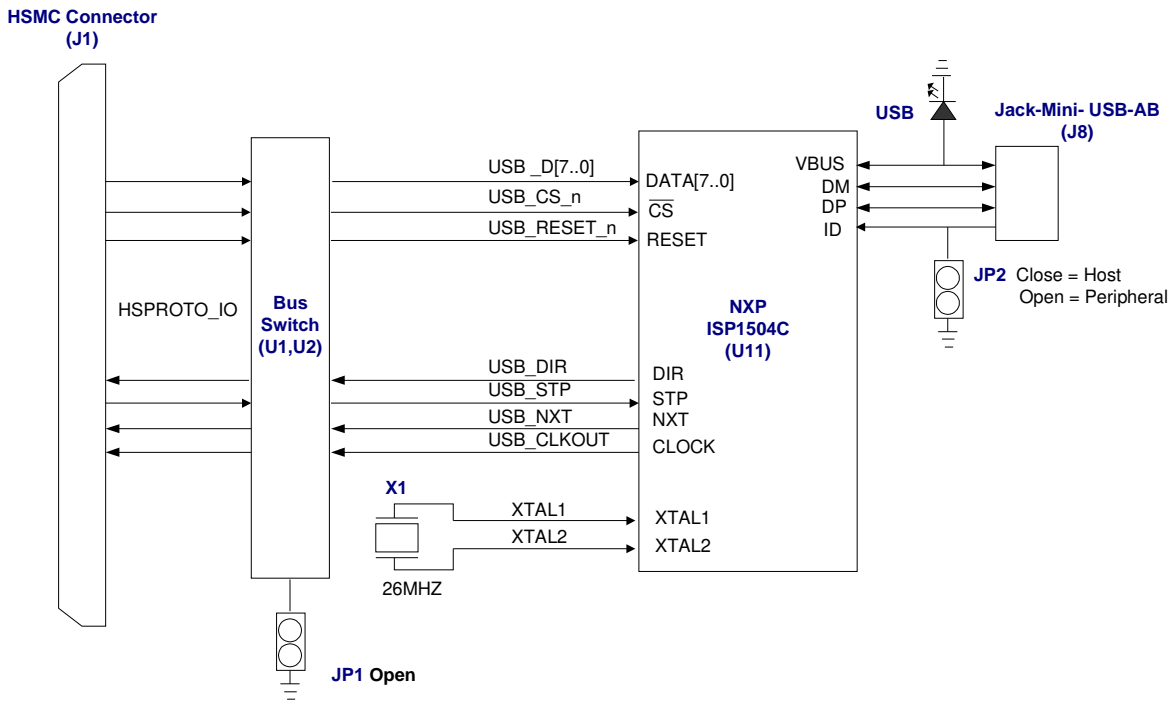 HSMC Connector
(J1)
USB
Jack-Mini- USB-AB
(J8)
USB _D[7..0]
USB_CS_n
USB_RESET_n
DATA[7..0]
CS
RESET
VBUS
DM
DP
ID
JP2 Close = Host
Open = Peripheral
HSPROTO_IO
Bus
Switch
(U1,U2)
NXP
ISP1504C
(U11)
USB_DIR
USB_STP
USB_NXT
USB_CLKOUT
DIR
STP
NXT
CLOCK
X1
XTAL1
XTAL2
XTAL1
XTAL2
26MHZ
JP1 Open